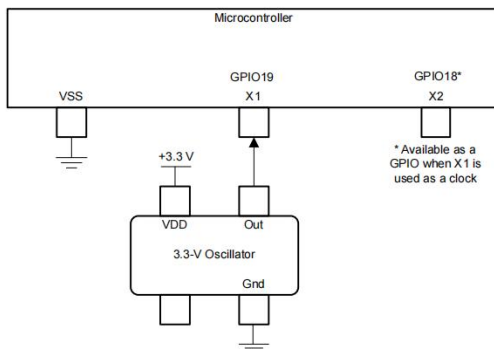 Microcontroller
GPIO19
GPIO18*
VSS
X1
X2
* Available as a
GPIO when X1 is
used as a clock
+3.3 V
VDD
Out
3.3-V Oscillator
Gnd